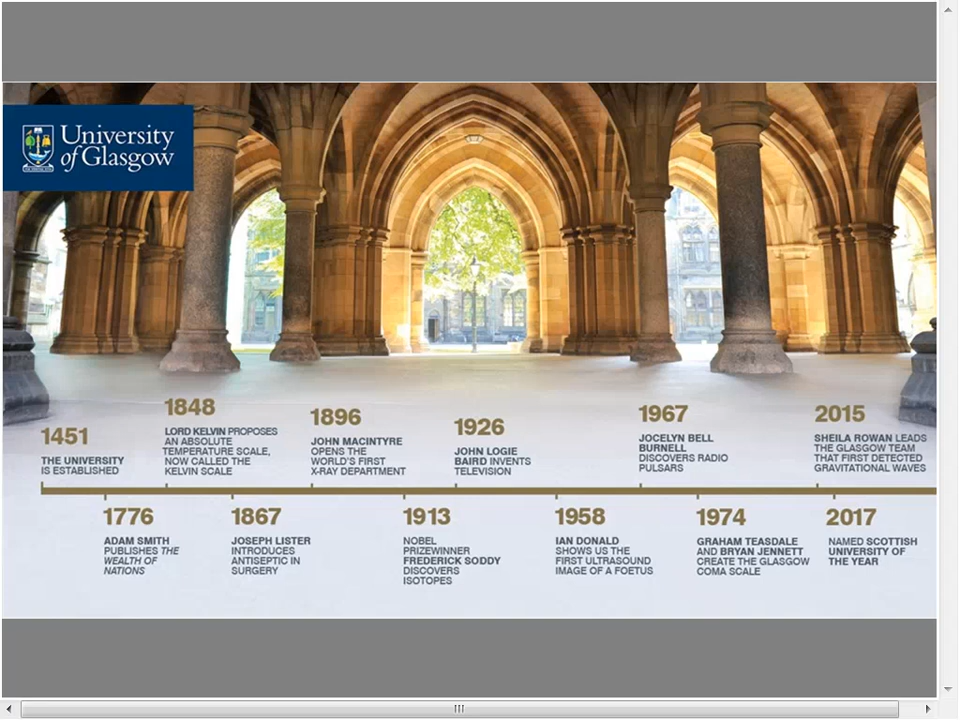 University
of Glasgow
1451
THE UNIVERSITY
IS ESTABLISHED
1776
ADAM SMITH
PUBLISHES THE
WEALTH OF
NATIONS
1848
LORD KELVIN PROPOSES
AN ABSOLUTE
TEMPERATURE SCALE,
NOW CALLED THE
KELVIN SCALE
1867
JOSEPH LISTER
INTRODUCES
ANTISEPTIC IN
SURGERY
1896
JOHN MACINTYRE
OPENS THE
WORLD'S FIRST
X-RAY DEPARTMENT
1913
NOBEL
PRIZEWINNER
FREDERICK SODDY
DISCOVERS
ISOTOPES
1926
JOHN LOGIE
BAIRD INVENTS
TELEVISION
1958
IAN DONALD
SHOWS US THE
FIRST ULTRASOUND
IMAGE OF A FOETUS
1967
JOCELYN BELL
BURNELL
DISCOVERS RADIO
PULSARS
1974
GRAHAM TEASDALE
AND BRYAN JENNETT
CREATE THE GLASGOW
COMA SCALE
2015
SHEILA ROWAN LEADS
THE GLASGOW TEAM
THAT FIRST DETECTED
GRAVITATIONAL WAVES
2017
NAMED SCOTTISH
UNIVERSITY OF
THE YEAR